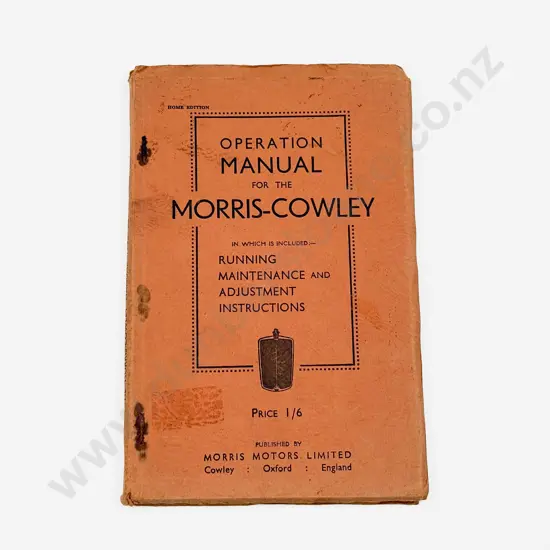 HOME EDITION
OPERATION
MANUAL
FOR THE
MORRIS-COWLEY
IN WHICH IS INCLUDED:—
RUNNING
MAINTENANCE AND
ADJUSTMENT
INSTRUCTIONS
PRICE 1/6
PUBLISHED BY
MORRIS MOTORS LIMITED
Cowley : Oxford : England